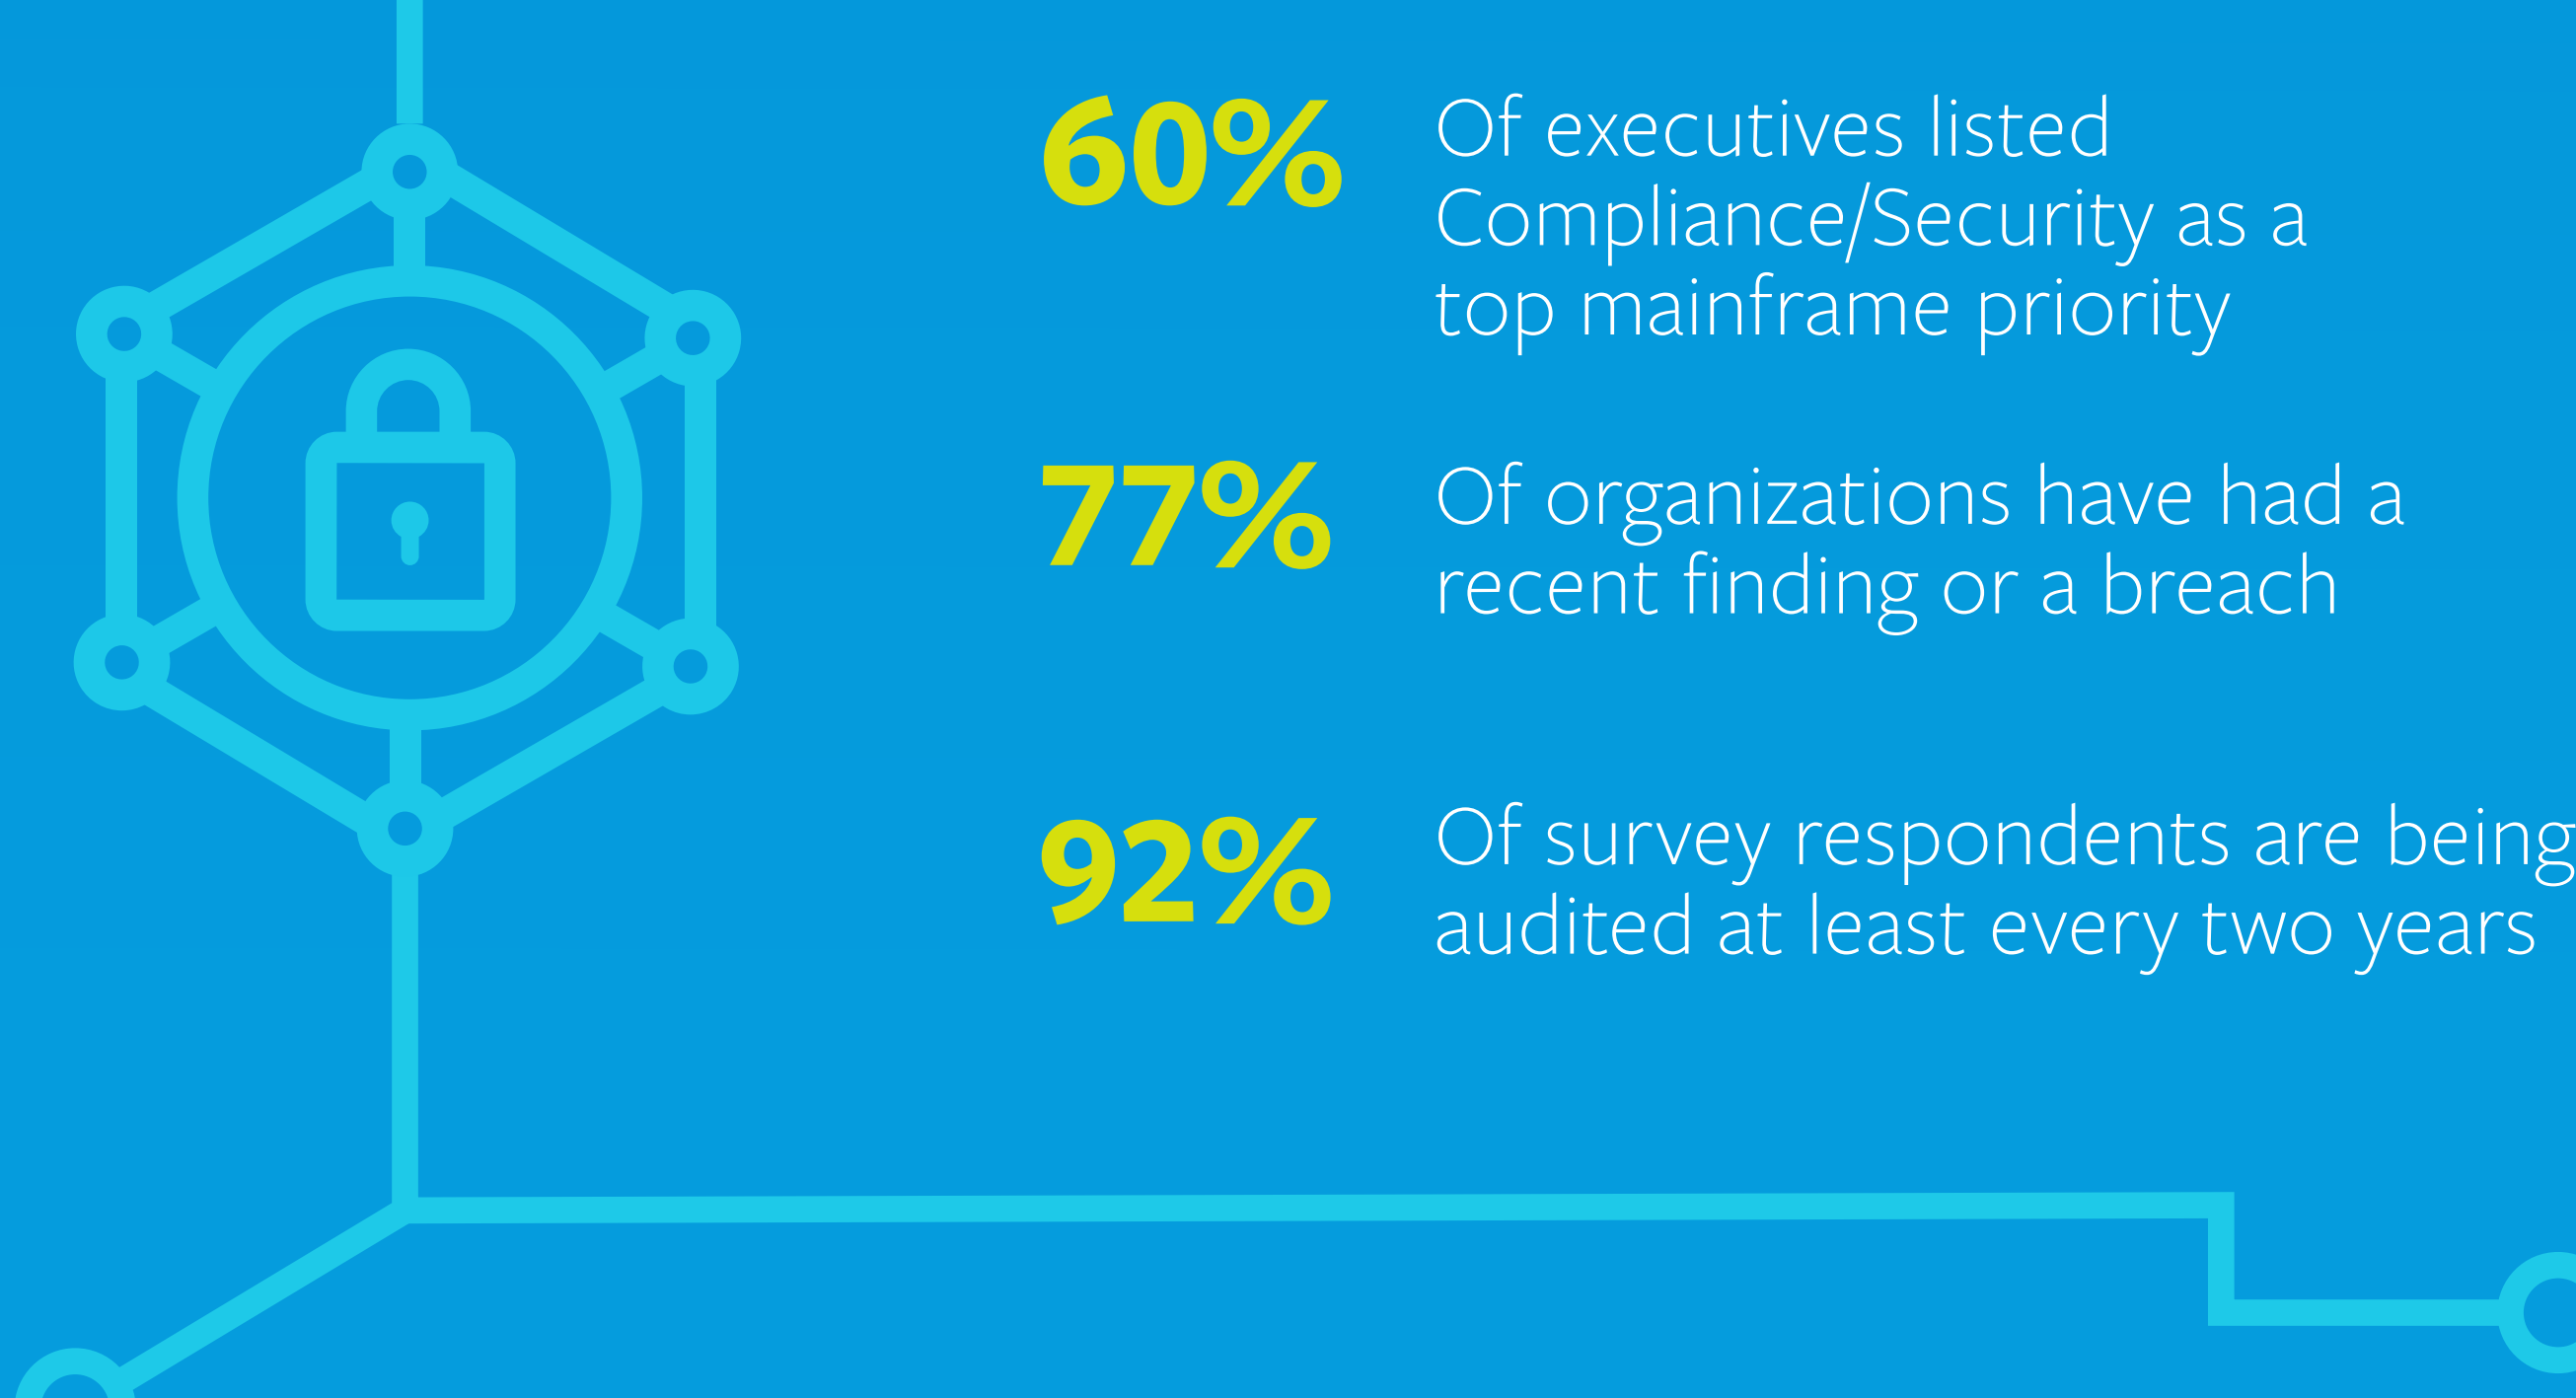 60%
Of executives listed
Compliance/Security as a
top mainframe priority
77%
Of organizations have had a
recent finding or a breach
92%
Of survey respondents are being
audited at least every two years